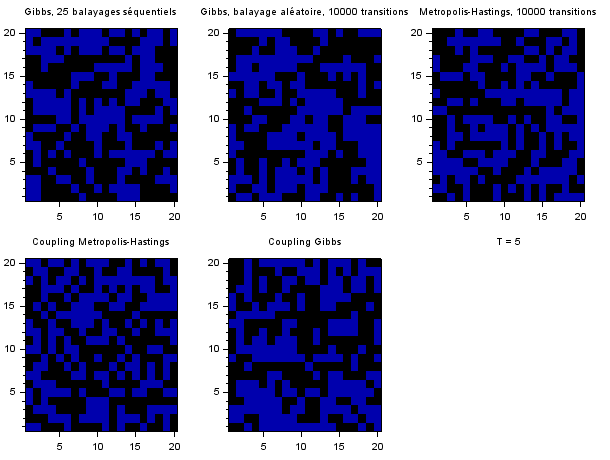 Gibbs, 25 balayages séquentiels
Gibbs, balayage aléatoire, 10000 transitions
Metropolis-Hastings, 10000 transitions
20
15
10
5
5 10 15 20
20
15
10
5
5 10 15 20
20
15
10
5
5 10 15 20
Coupling Metropolis-Hastings
Coupling Gibbs
T = 5
20
15
10
5
5 10 15 20
20
15
10
5
5 10 15 20